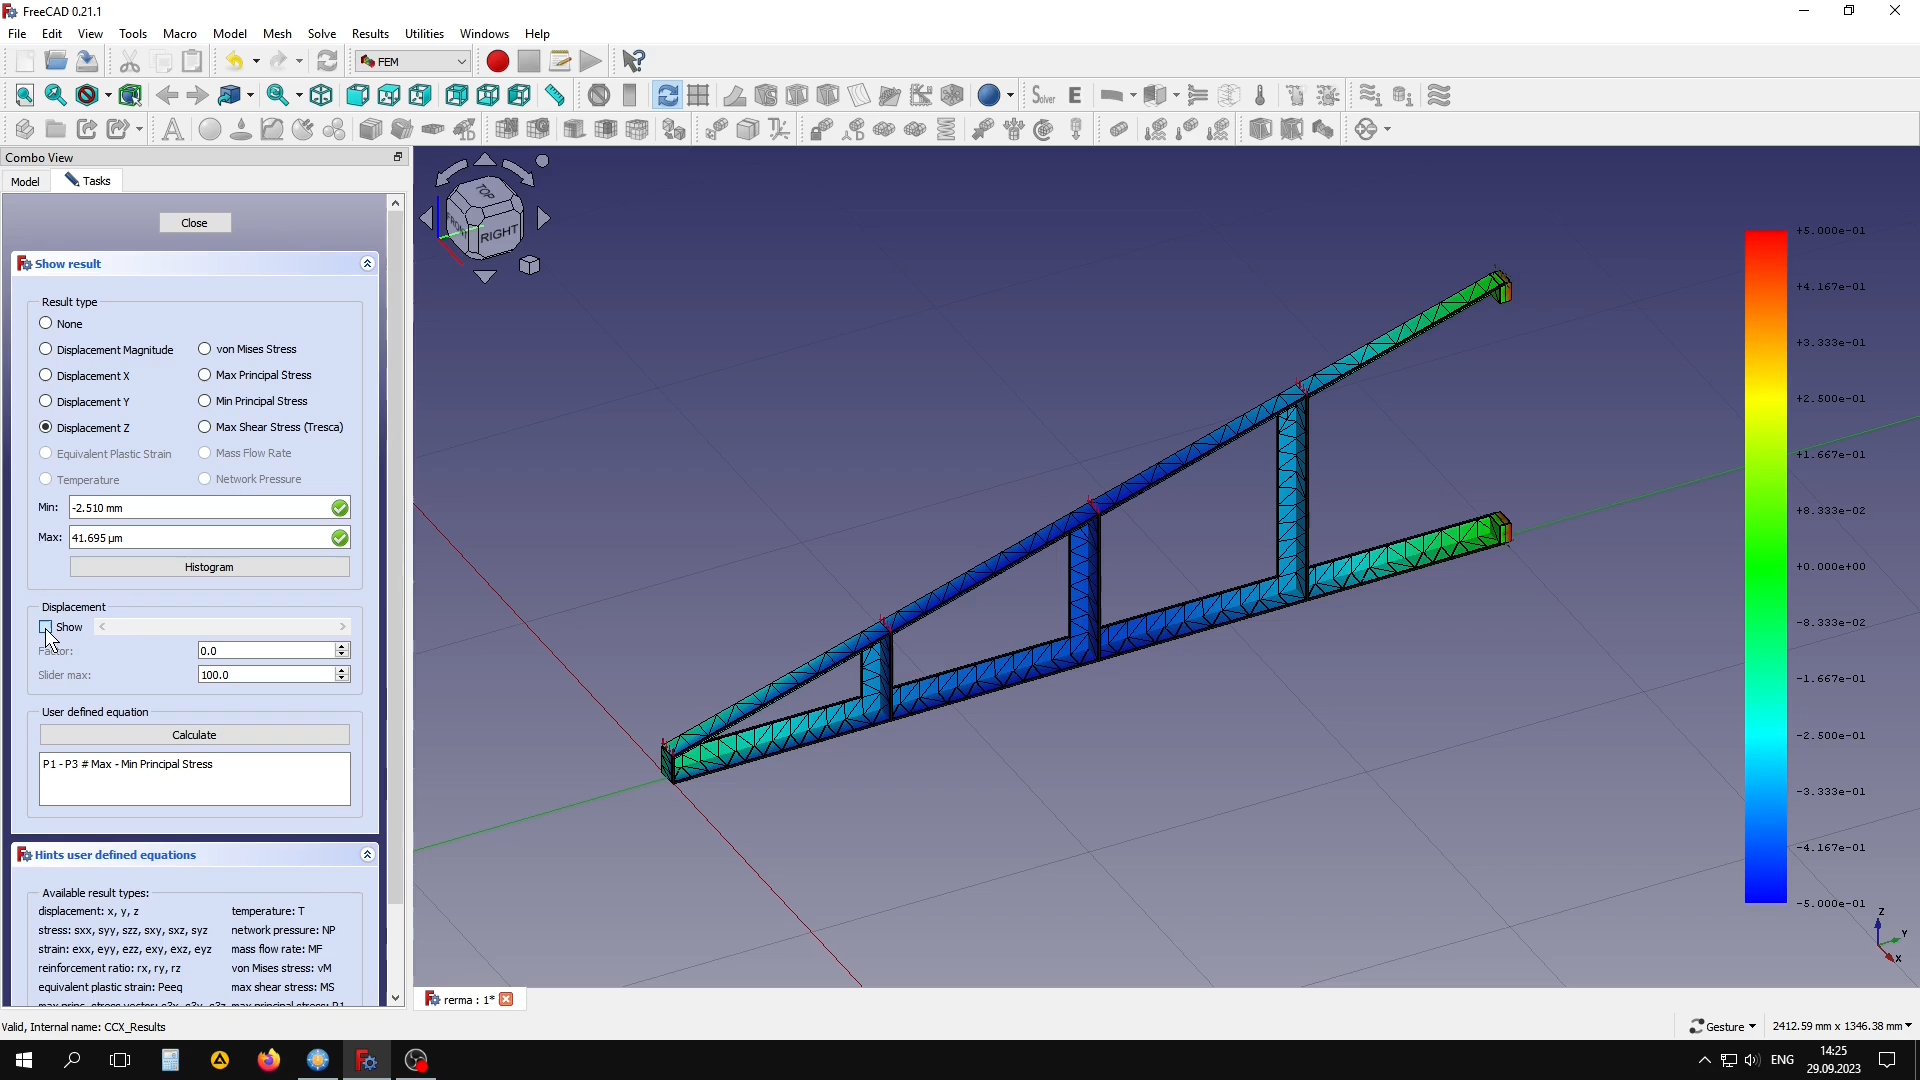 FreeCAD 0.21.1
File Edit View Tools Macro Model Mesh Solve Results Utilities Windows Help
FEM
Solver E
A
Combo View
Model Tasks
Close
Show result
Result type
None
Displacement Magnitude von Mises Stress
Displacement X Max Principal Stress
Displacement Y Min Principal Stress
Displacement Z Max Shear Stress (Tresca)
Equivalent Plastic Strain Mass Flow Rate
Temperature Network Pressure
Min: -2.510 mm
Max: 41.695 µm
Histogram
Displacement
Show
Factor: 0.0
Slider max: 100.0
User defined equation
Calculate
P1 - P3 # Max - Min Principal Stress
Hints user defined equations
Available result types:
displacement: x, y, z temperature: T
stress: sxx, syy, szz, sxy, sxz, syz network pressure: NP
strain: exx, eyy, ezz, exy, exz, eyz mass flow rate: MF
reinforcement ratio: rx, ry, rz von Mises stress: vM
equivalent plastic strain: Peeq max shear stress: MS
TOP
FRONT
RIGHT
+5.000e-01
+4.167e-01
+3.333e-01
+2.500e-01
+1.667e-01
+8.333e-02
+0.000e+00
-8.333e-02
-1.667e-01
-2.500e-01
-3.333e-01
-4.167e-01
-5.000e-01
Z
Y
X
rerma : 1*
Valid, Internal name: CCX_Results
Gesture 2412.59 mm x 1346.38 mm
ENG
14:25
29.09.2023